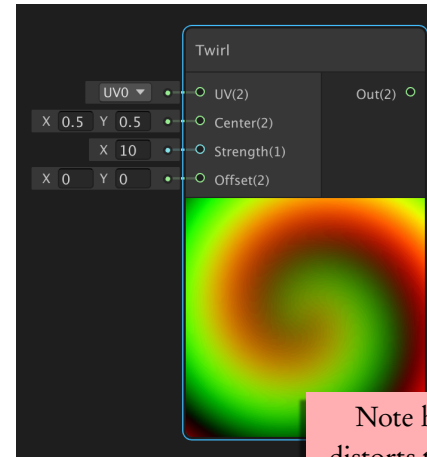 Twirl
UV0 UV(2) Out(2)
X 0.5 Y 0.5 Center(2)
X 10 Strength(1)
X 0 Y 0 Offset(2)
Note
distorts